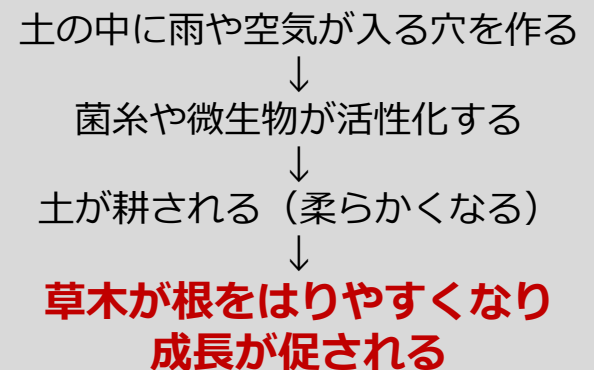 土の中に雨や空気が入る穴を作る
↓
菌糸や微生物が活性化する
↓
土が耕される（柔らかくなる）
↓
草木が根をはりやすくなり
成長が促される